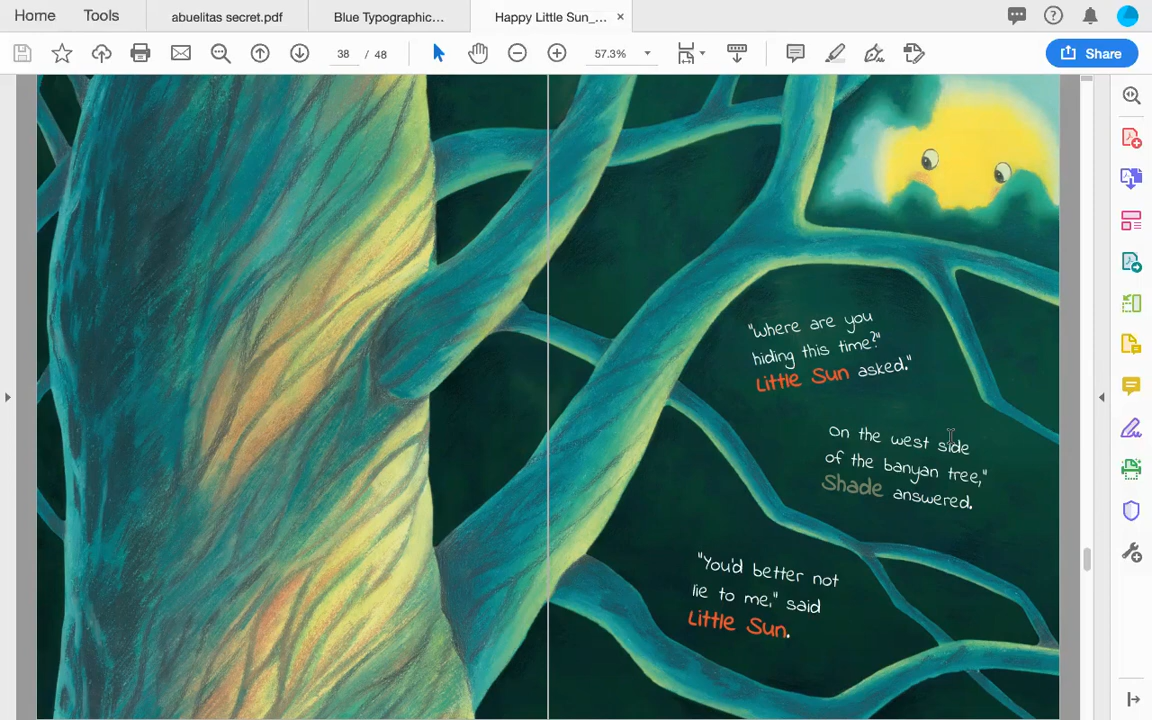 Home
Tools
abuelitas secret.pdf
Blue Typographic...
Happy Little Sun_...
38 / 48
57.3%
Share
"Where are you
hiding this time?"
Little Sun asked."
On the west side
of the banyan tree,"
Shade answered.
"You'd better not
lie to me," said
Little Sun.